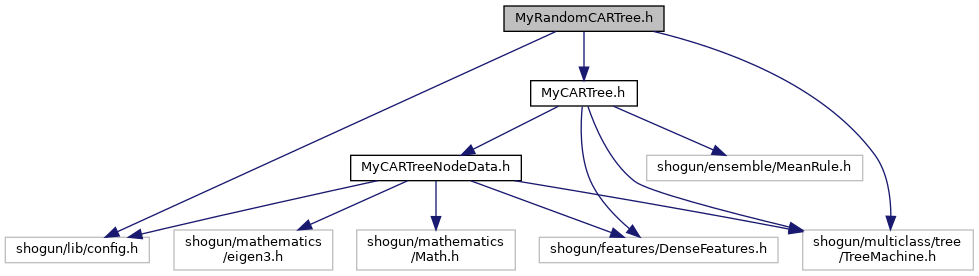 MyRandomCARTree.h
MyCARTree.h
MyCARTreeNodeData.h
shogun/ensemble/MeanRule.h
shogun/lib/config.h
shogun/mathematics
/eigen3.h
shogun/mathematics
/Math.h
shogun/features/DenseFeatures.h
shogun/multiclass/tree
/TreeMachine.h